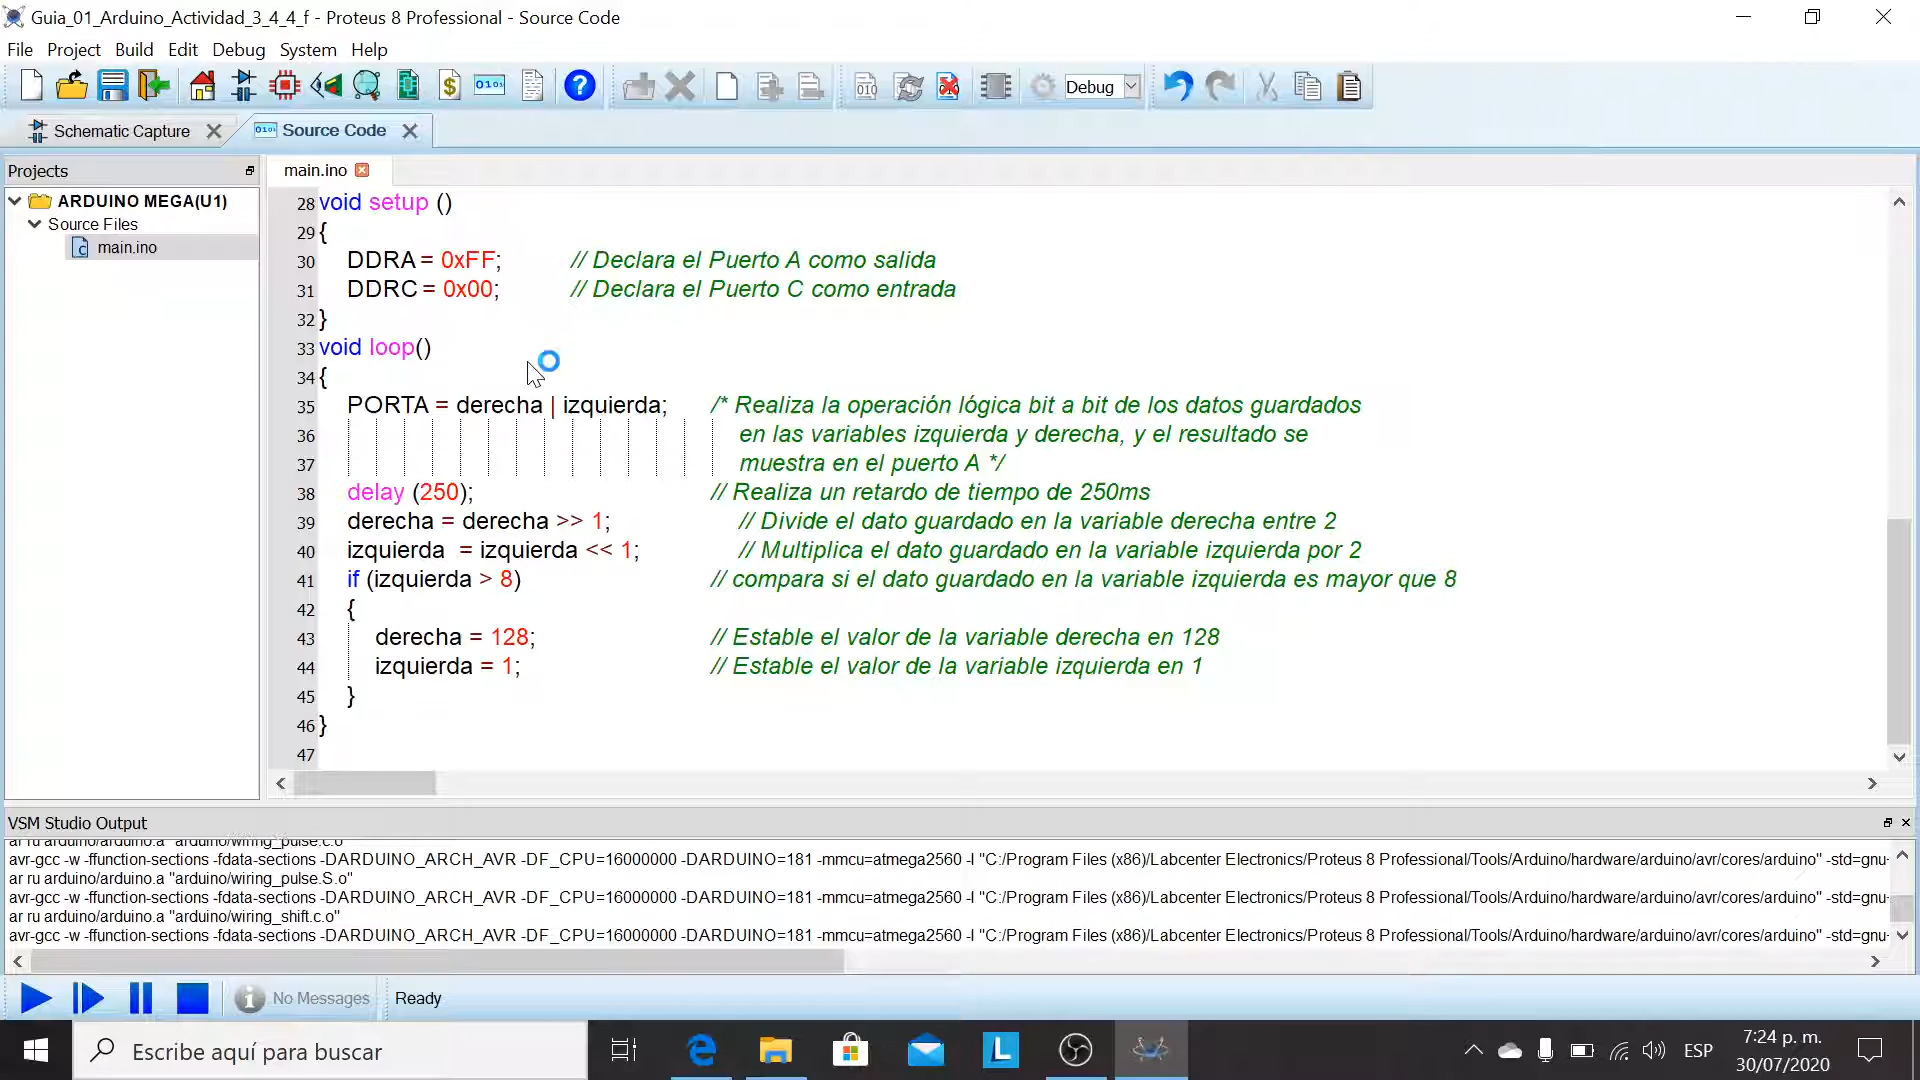 Guia_01_Arduino_Actividad_3_4_4_f - Proteus 8 Professional - Source Code
File Project Build Edit Debug System Help
Debug
Schematic Capture
Source Code
Projects
main.ino
ARDUINO MEGA(U1)
Source Files
main.ino
28 void setup ()
29 {
30 DDRA = 0xFF; // Declara el Puerto A como salida
31 DDRC = 0x00; // Declara el Puerto C como entrada
32 }
33 void loop()
34 {
35 PORTA = derecha | izquierda; /* Realiza la operación lógica bit a bit de los datos guardados
36 en las variables izquierda y derecha, y el resultado se
37 muestra en el puerto A */
38 delay (250); // Realiza un retardo de tiempo de 250ms
39 derecha = derecha >> 1; // Divide el dato guardado en la variable derecha entre 2
40 izquierda = izquierda << 1; // Multiplica el dato guardado en la variable izquierda por 2
41 if (izquierda > 8) // compara si el dato guardado en la variable izquierda es mayor que 8
42 {
43 derecha = 128; // Estable el valor de la variable derecha en 128
44 izquierda = 1; // Estable el valor de la variable izquierda en 1
45 }
46 }
47
VSM Studio Output
ar ru arduino/arduino.a "arduino/wiring_pulse.c.o"
avr-gcc -w -ffunction-sections -fdata-sections -DARDUINO_ARCH_AVR -DF_CPU=16000000 -DARDUINO=181 -mmcu=atmega2560 -I "C:/Program Files (x86)/Labcenter Electronics/Proteus 8 Professional/Tools/Arduino/hardware/arduino/avr/cores/arduino" -std=gnu-
ar ru arduino/arduino.a "arduino/wiring_pulse.S.o"
avr-gcc -w -ffunction-sections -fdata-sections -DARDUINO_ARCH_AVR -DF_CPU=16000000 -DARDUINO=181 -mmcu=atmega2560 -I "C:/Program Files (x86)/Labcenter Electronics/Proteus 8 Professional/Tools/Arduino/hardware/arduino/avr/cores/arduino" -std=gnu-
ar ru arduino/arduino.a "arduino/wiring_shift.c.o"
avr-gcc -w -ffunction-sections -fdata-sections -DARDUINO_ARCH_AVR -DF_CPU=16000000 -DARDUINO=181 -mmcu=atmega2560 -I "C:/Program Files (x86)/Labcenter Electronics/Proteus 8 Professional/Tools/Arduino/hardware/arduino/avr/cores/arduino" -std=gnu-
No Messages
Ready
Escribe aquí para buscar
ESP
7:24 p. m.
30/07/2020